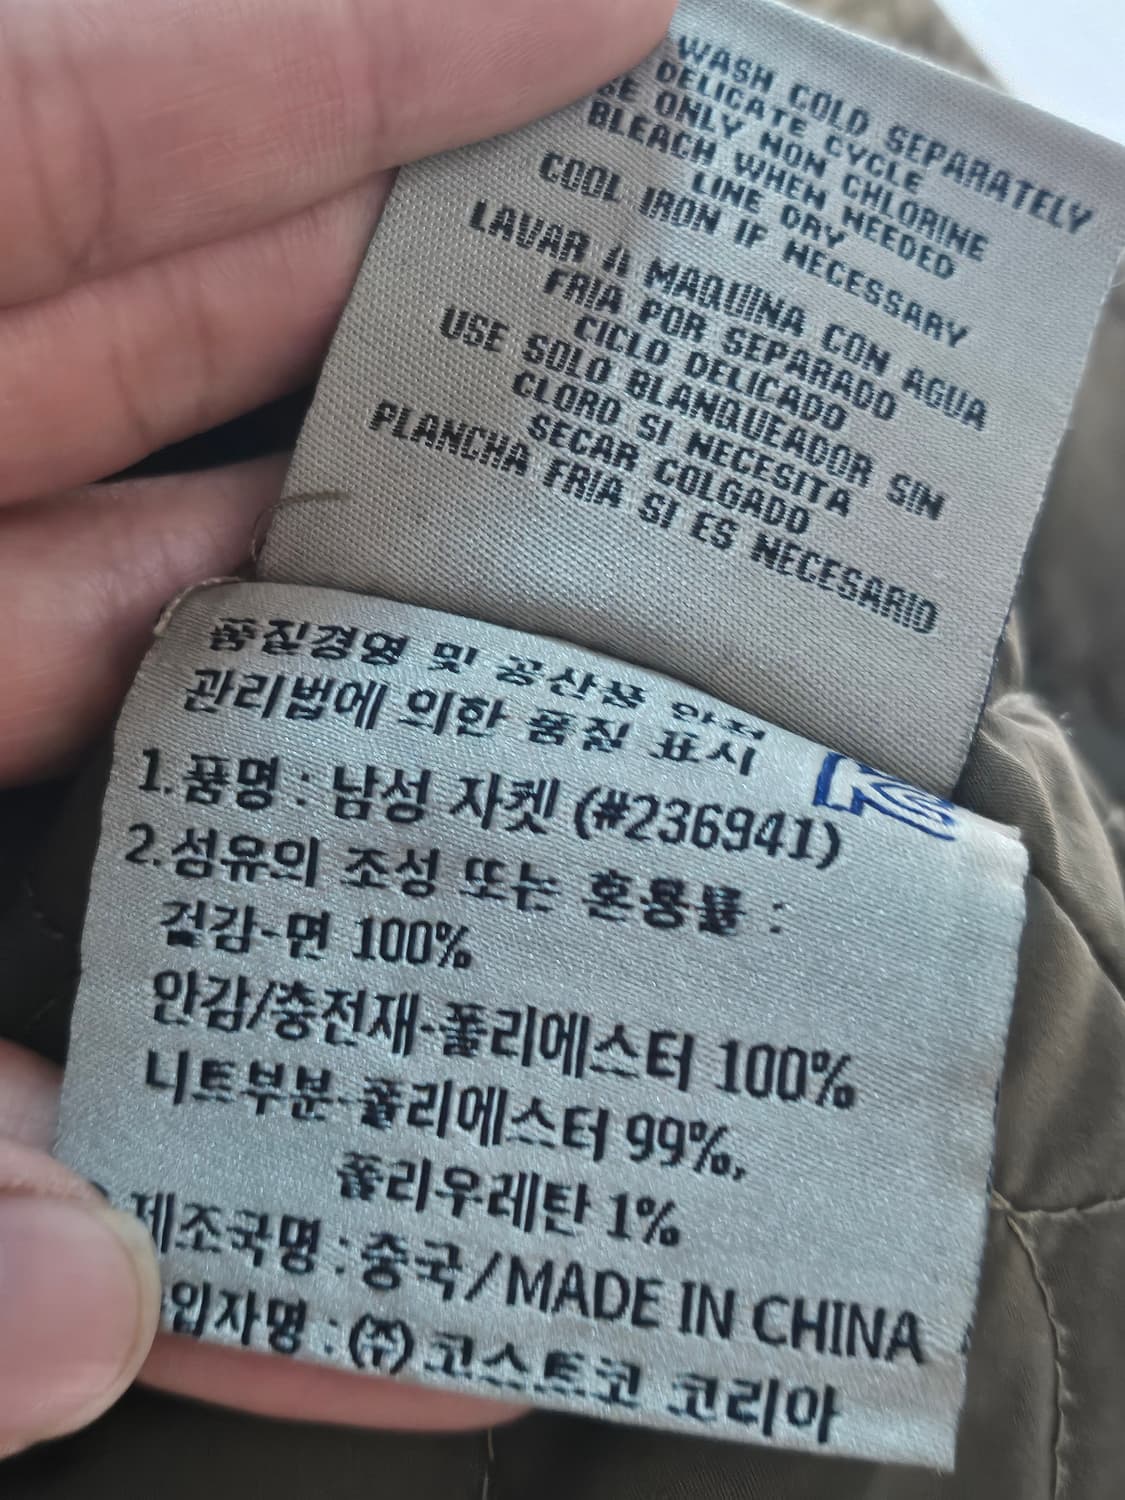 WASH COLD SEPARATELY
DELICATE CYCLE
SE ONLY NON CHLORINE
BLEACH WHEN NEEDED
LINE DRY
COOL IRON IF NECESSARY
LAVAR A MAQUINA CON AGUA
FRIA POR SEPARADO
CICLO DELICADO
USE SOLO BLANQUEADOR SIN
CLORO SI NECESITA
SECAR COLGADO
PLANCHA FRIA SI ES NECESARIO
품질경영 및 공산품 안전
관리법에 의한 품질 표시
1.품명 : 남성 자켓 (#236941)
2.섬유의 조성 또는 혼용률 :
겉감-면 100%
안감/충전재-폴리에스터 100%
니트부분-폴리에스터 99%,
폴리우레탄 1%
제조국명 : 중국/MADE IN CHINA
입자명 : (주) 코스트코 코리아